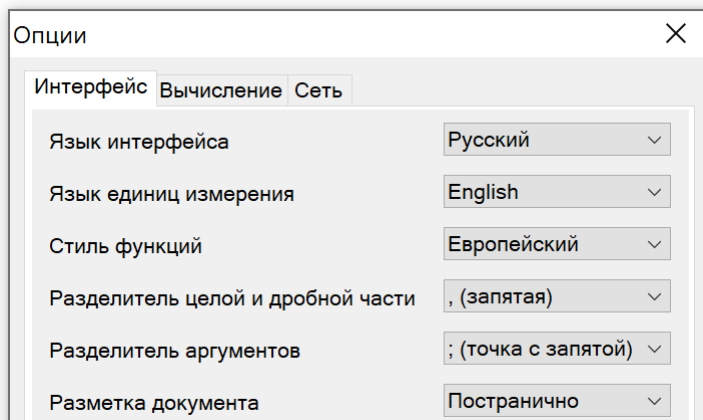 Опции
Интерфейс Вычисление Сеть
Язык интерфейса Русский
Язык единиц измерения English
Стиль функций Европейский
Разделитель целой и дробной части , (запятая)
Разделитель аргументов ; (точка с запятой)
Разметка документа Постранично